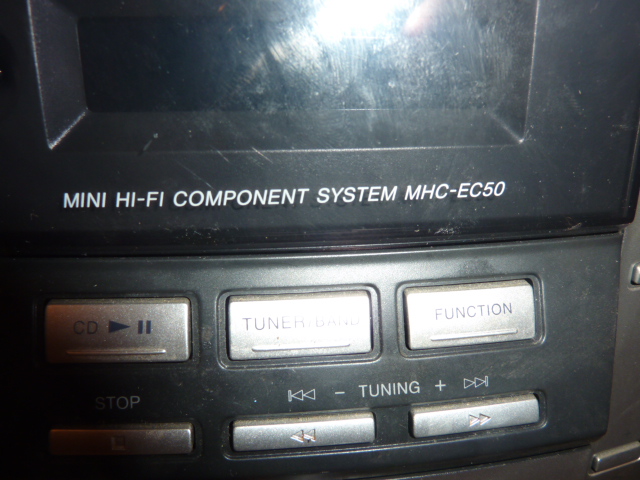 MINI HI-FI COMPONENT SYSTEM MHC-EC50
CD ►❚❚
TUNER/BAND
FUNCTION
STOP
|◄◄ - TUNING + ►►|
◄◄ ►►